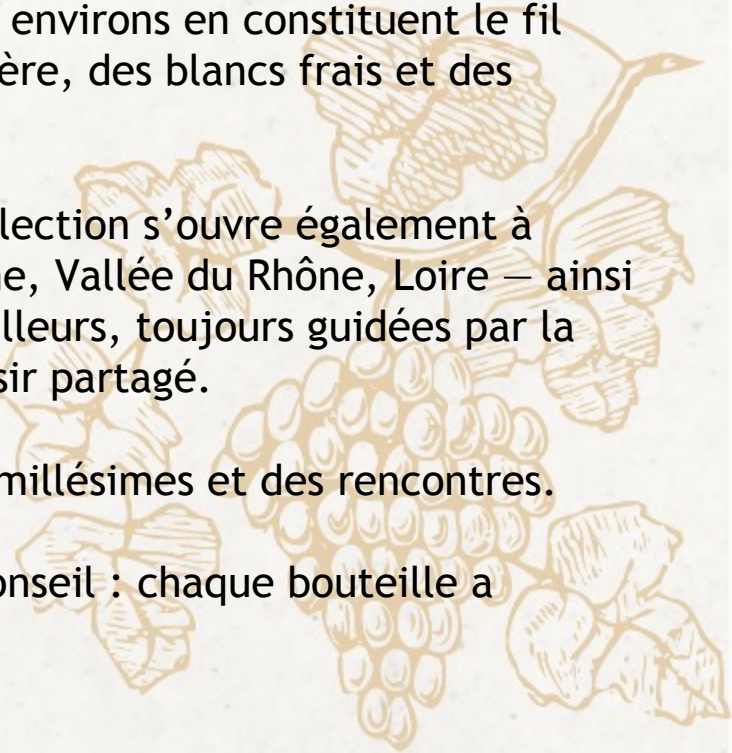 environs en constituent le fil
ère, des blancs frais et des
lection s’ouvre également à
e, Vallée du Rhône, Loire — ainsi
illeurs, toujours guidées par la
sir partagé.
millésimes et des rencontres.
onseil : chaque bouteille a